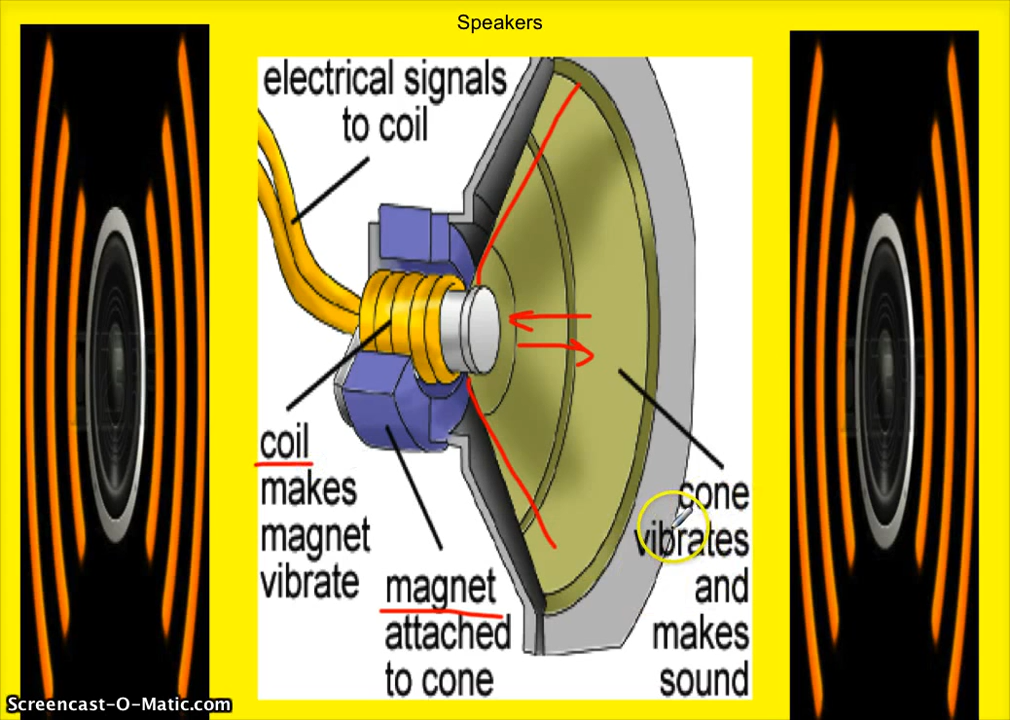 Speakers
electrical signals
to coil
coil
makes
magnet
vibrate
magnet
attached
to cone
cone
vibrates
and
makes
sound
Screencast-O-Matic.com